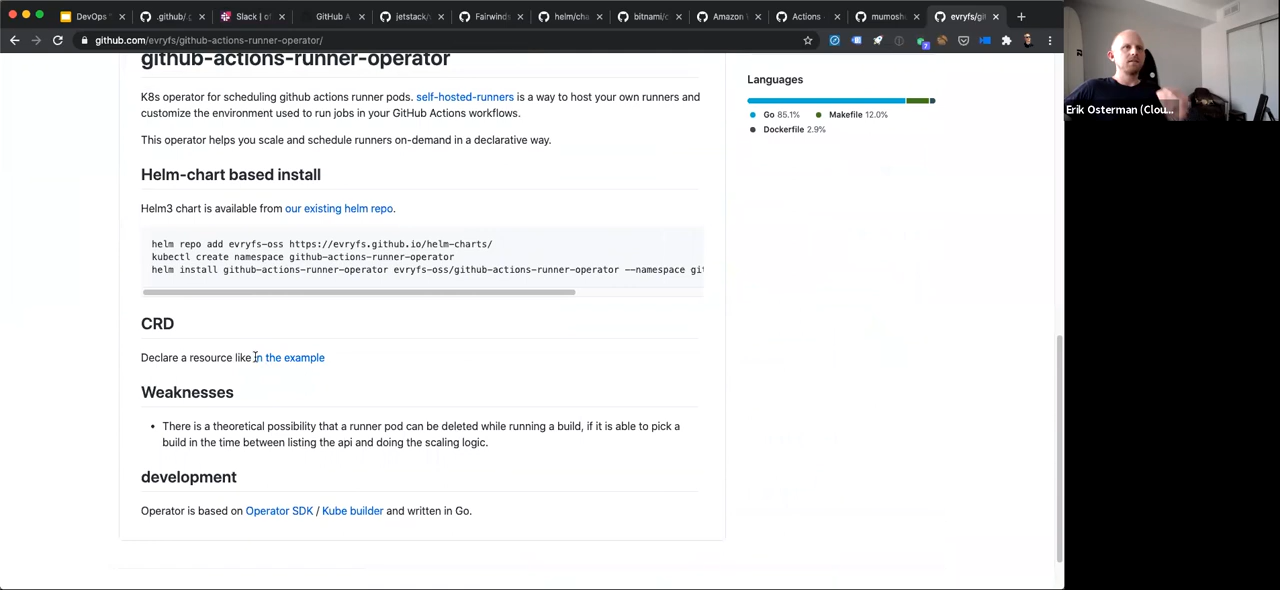 DevOps
.github/.g
Slack | of
GitHub A
jetstack/
Fairwinds
helm/cha
bitnami/c
Amazon
Actions
mumosh
evryfs/git
github.com/evryfs/github-actions-runner-operator/
7
github-actions-runner-operator
K8s operator for scheduling github actions runner pods. self-hosted-runners is a way to host your own runners and
customize the environment used to run jobs in your GitHub Actions workflows.
This operator helps you scale and schedule runners on-demand in a declarative way.
Helm-chart based install
Helm3 chart is available from our existing helm repo.
helm repo add evryfs-oss https://evryfs.github.io/helm-charts/
kubectl create namespace github-actions-runner-operator
helm install github-actions-runner-operator evryfs-oss/github-actions-runner-operator --namespace git
CRD
Declare a resource like in the example
Weaknesses
• There is a theoretical possibility that a runner pod can be deleted while running a build, if it is able to pick a
build in the time between listing the api and doing the scaling logic.
development
Operator is based on Operator SDK / Kube builder and written in Go.
Languages
Go 85.1%
Makefile 12.0%
Dockerfile 2.9%
Erik Osterman (Clou...